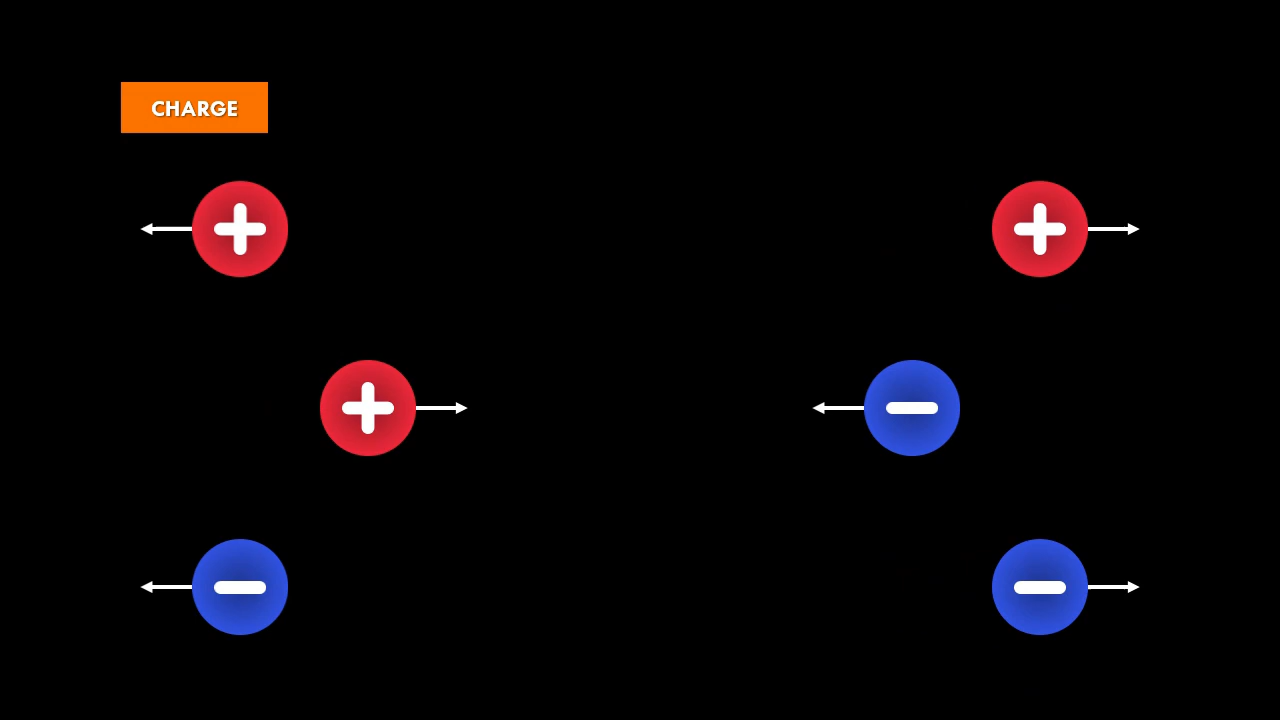 CHARGE
+ +
+ −
− −